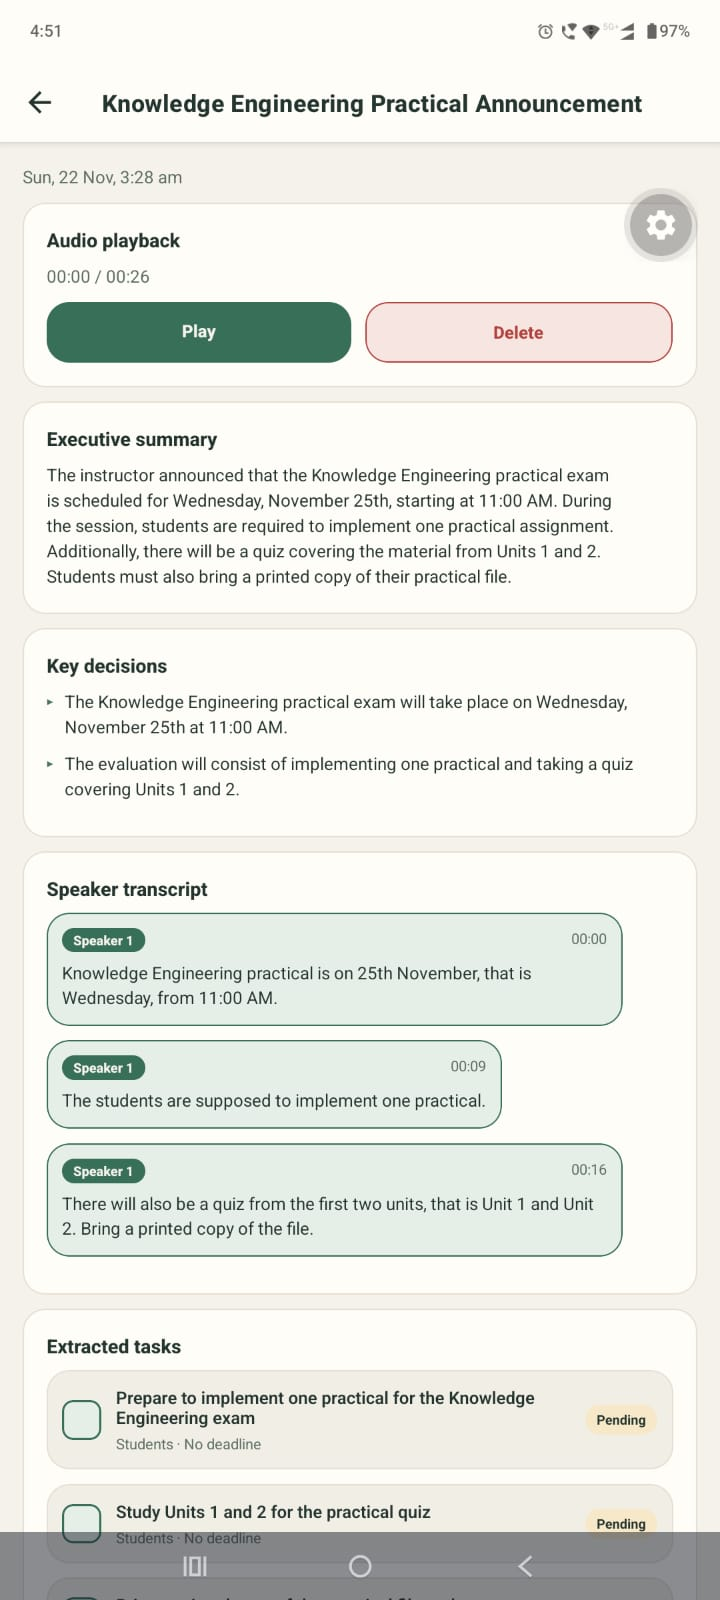 4:51
5G+
97%
Knowledge Engineering Practical Announcement
Sun, 22 Nov, 3:28 am
Audio playback
00:00 / 00:26
Play
Delete
Executive summary
The instructor announced that the Knowledge Engineering practical exam
is scheduled for Wednesday, November 25th, starting at 11:00 AM. During
the session, students are required to implement one practical assignment.
Additionally, there will be a quiz covering the material from Units 1 and 2.
Students must also bring a printed copy of their practical file.
Key decisions
▸ The Knowledge Engineering practical exam will take place on Wednesday,
November 25th at 11:00 AM.
▸ The evaluation will consist of implementing one practical and taking a quiz
covering Units 1 and 2.
Speaker transcript
Speaker 1 00:00
Knowledge Engineering practical is on 25th November, that is
Wednesday, from 11:00 AM.
Speaker 1 00:09
The students are supposed to implement one practical.
Speaker 1 00:16
There will also be a quiz from the first two units, that is Unit 1 and Unit
2. Bring a printed copy of the file.
Extracted tasks
Prepare to implement one practical for the Knowledge
Engineering exam
Pending
Students · No deadline
Study Units 1 and 2 for the practical quiz
Pending
Students · No deadline